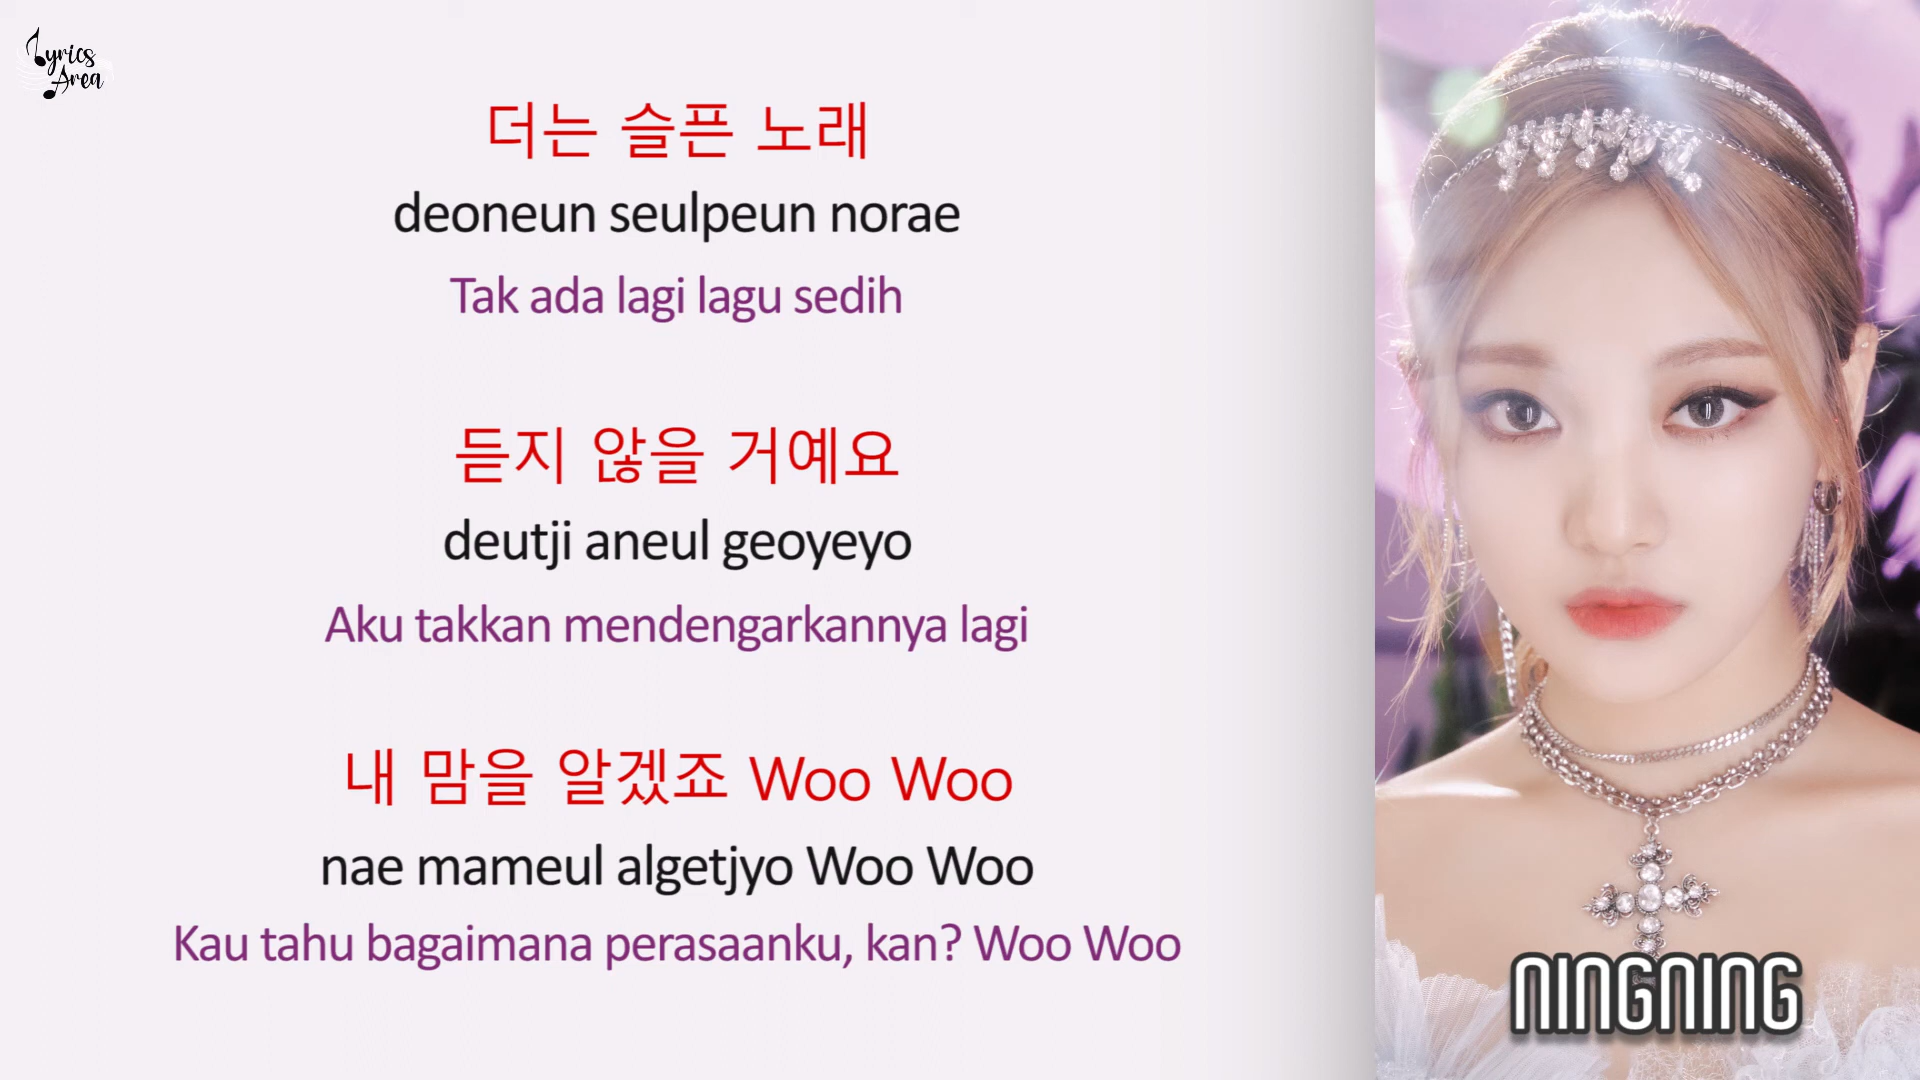 Lyrics
Area
더는 슬픈 노래
deoneun seulpeun norae
Tak ada lagi lagu sedih
듣지 않을 거예요
deutji aneul geoyeyo
Aku takkan mendengarkannya lagi
내 맘을 알겠죠 Woo Woo
nae mameul algetjyo Woo Woo
Kau tahu bagaimana perasaanku, kan? Woo Woo
NINGNING